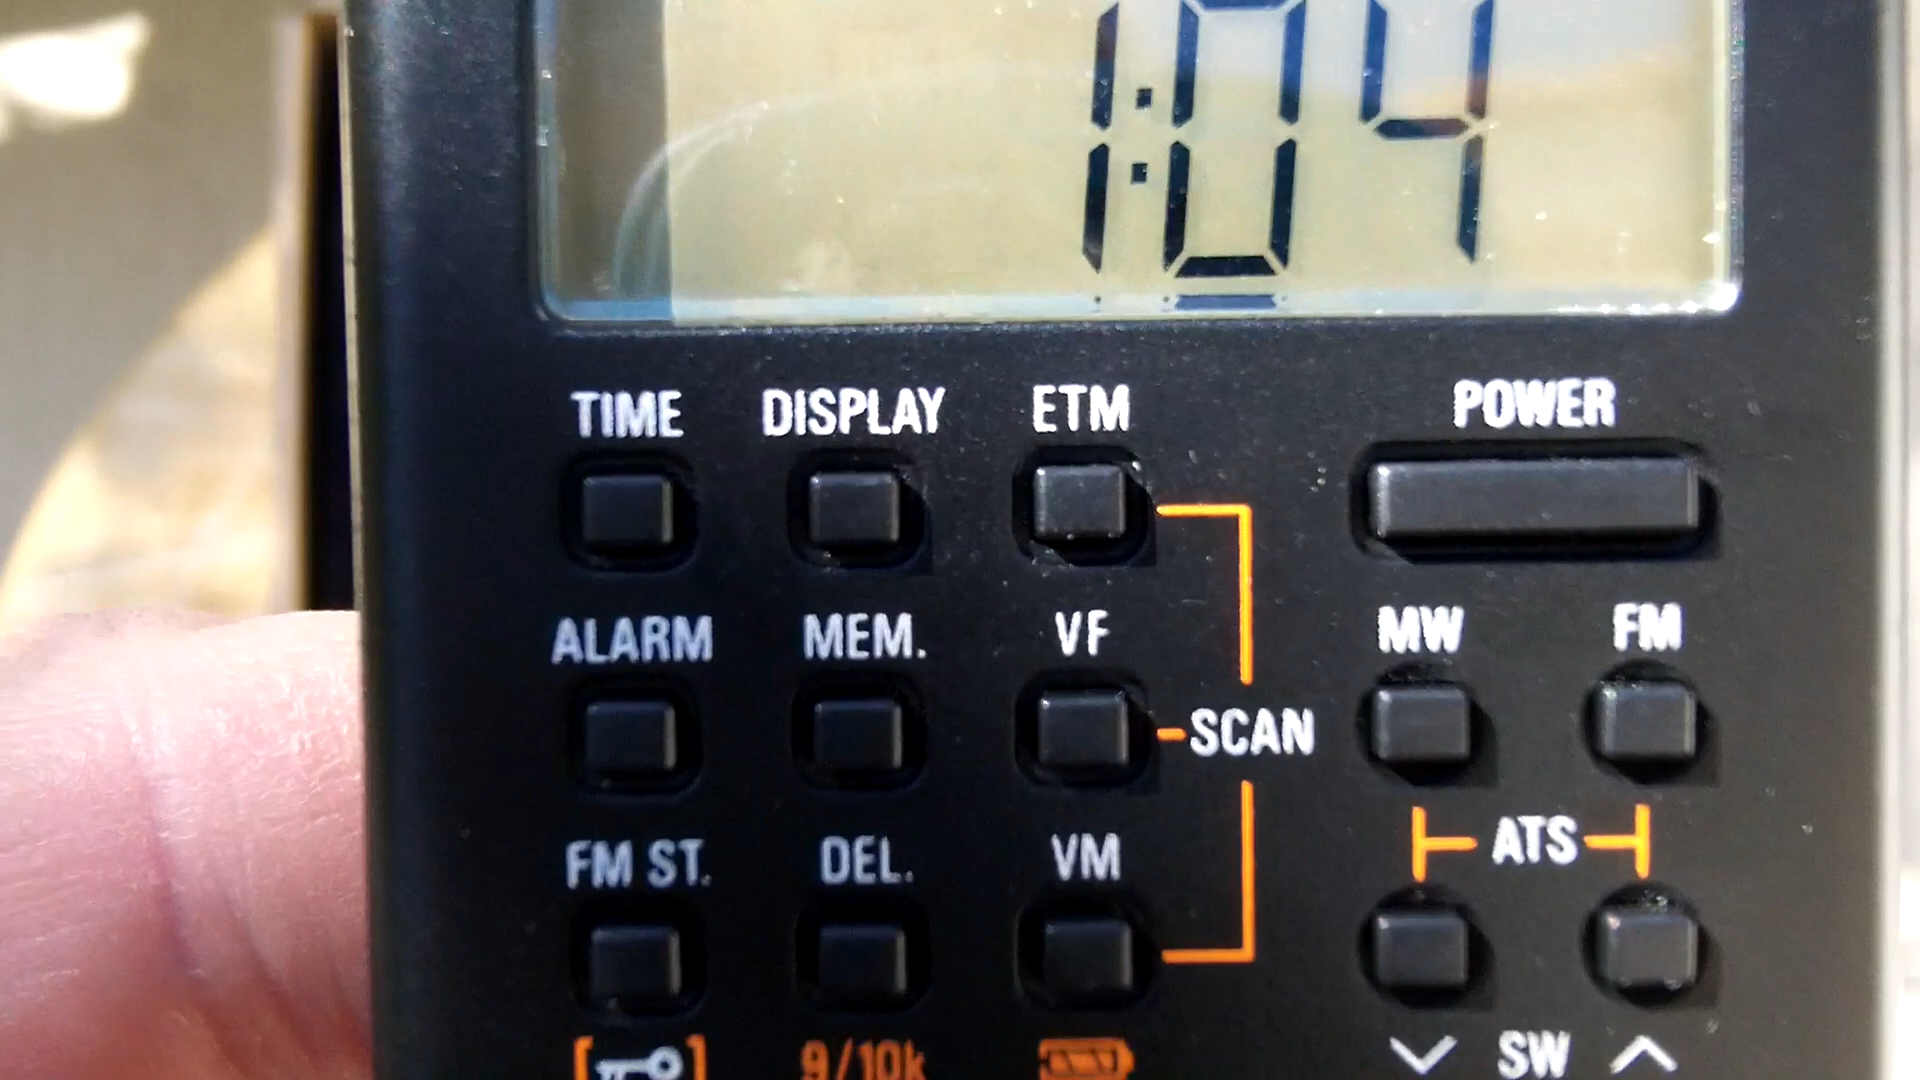 1:04
TIME DISPLAY ETM POWER
ALARM MEM. VF MW FM
SCAN
FM ST. DEL. VM ATS
9/10k SW